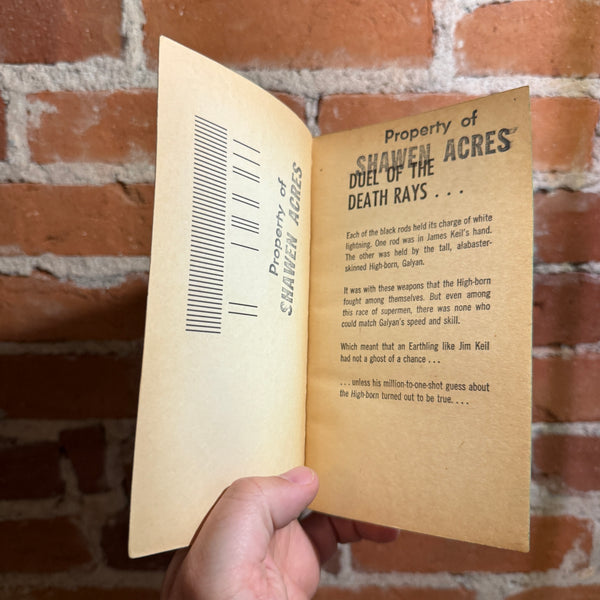 Property of
SHAWEN ACRES
Property of
SHAWEN ACRES
DUEL OF THE
DEATH RAYS . . .
Each of the black rods held its charge of white
lightning. One rod was in James Keil's hand.
The other was held by the tall, alabaster-
skinned High-born, Galyan.
It was with these weapons that the High-born
fought among themselves. But even among
this race of supermen, there was none who
could match Galyan's speed and skill.
Which meant that an Earthling like Jim Keil
had not a ghost of a chance . . .
. . . unless his million-to-one-shot guess about
the High-born turned out to be true. . . .